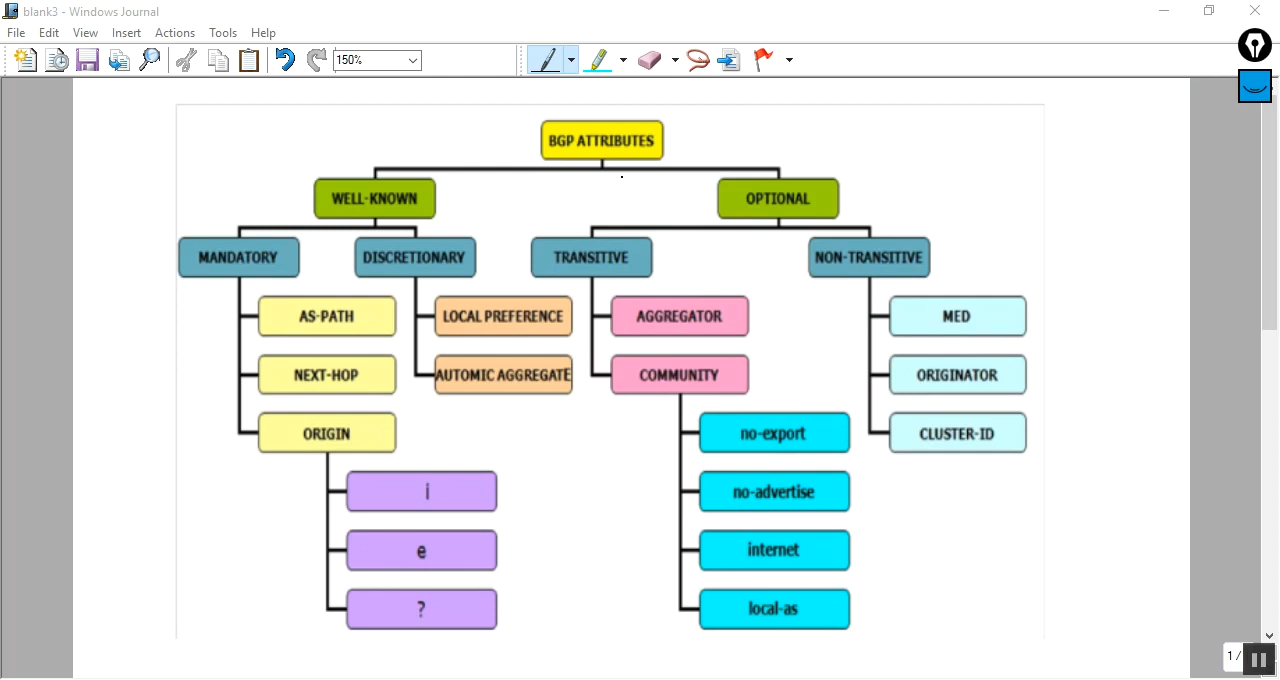 blank3 - Windows Journal
File Edit View Insert Actions Tools Help
150%
BGP ATTRIBUTES
WELL-KNOWN OPTIONAL
MANDATORY DISCRETIONARY TRANSITIVE NON-TRANSITIVE
AS-PATH LOCAL PREFERENCE AGGREGATOR MED
NEXT-HOP AUTOMIC AGGREGATE COMMUNITY ORIGINATOR
ORIGIN no-export CLUSTER-ID
i no-advertise
e internet
? local-as
1 /